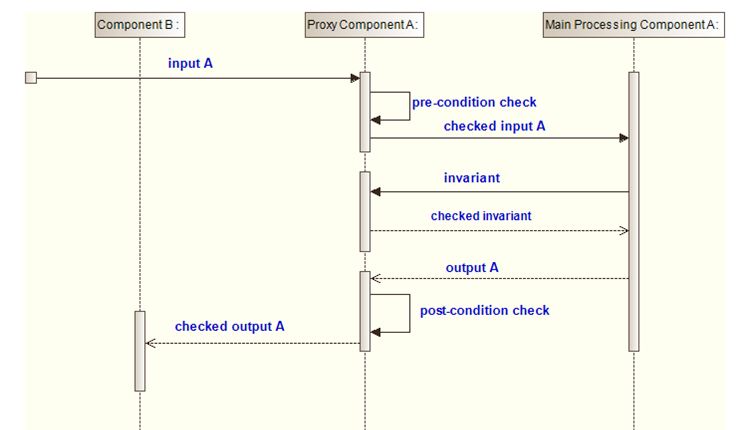 Component B :
Proxy Component A:
Main Processing Component A:
input A
pre-condition check
checked input A
invariant
checked invariant
output A
post-condition check
checked output A